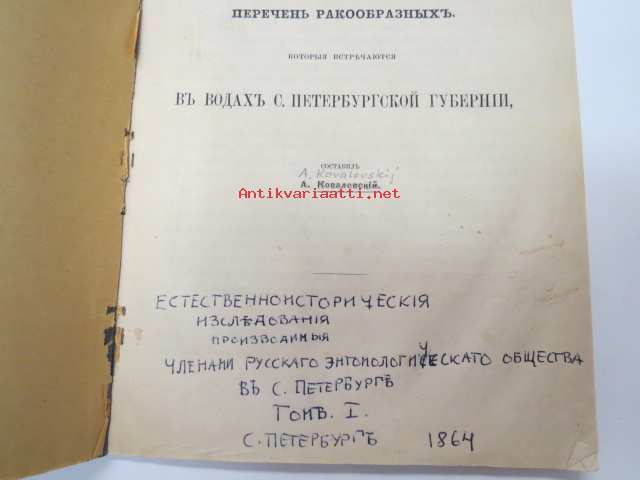 ПЕРЕЧЕНЬ РАКООБРАЗНЫХЪ.
КОТОРЫЯ ВСТРѢЧАЮТСЯ
ВЪ ВОДАХЪ С. ПЕТЕРБУРГСКОЙ ГУБЕРНІИ,
СОСТАВИЛЪ
A. Kovalevskij
А. Ковалевскій.
Antikvariaatti.net
ЕСТЕСТВЕННОИСТОРИЧЕСКІЯ
ИЗСЛѢДОВАНІЯ
ПРОИЗВОДИМЫЯ
ЧЛЕНАМИ РУССКАГО ЭНТОМОЛОГИЧЕСКАГО ОБЩЕСТВА
ВЪ С. ПЕТЕРБУРГѢ
ТОМЪ I.
С. ПЕТЕРБУРГЪ 1864